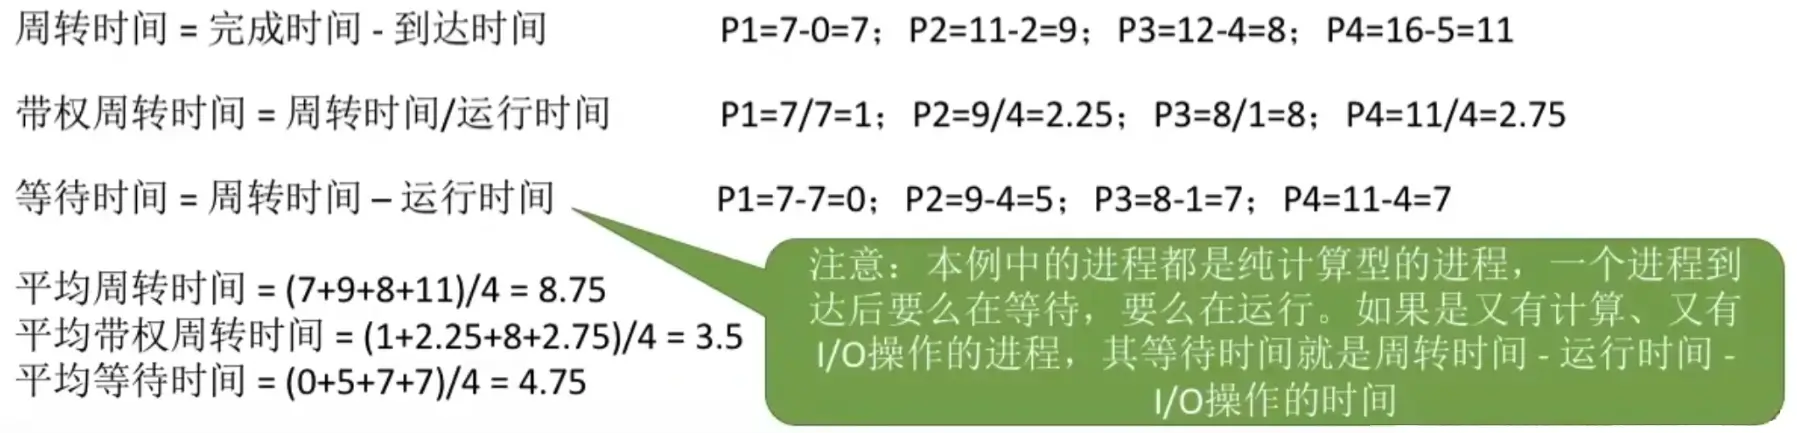 周转时间 = 完成时间 - 到达时间 P1=7-0=7；P2=11-2=9；P3=12-4=8；P4=16-5=11
带权周转时间 = 周转时间/运行时间 P1=7/7=1；P2=9/4=2.25；P3=8/1=8；P4=11/4=2.75
等待时间 = 周转时间 – 运行时间 P1=7-7=0；P2=9-4=5；P3=8-1=7；P4=11-4=7
平均周转时间 = (7+9+8+11)/4 = 8.75
平均带权周转时间 = (1+2.25+8+2.75)/4 = 3.5
平均等待时间 = (0+5+7+7)/4 = 4.75
注意：本例中的进程都是纯计算型的进程，一个进程到
达后要么在等待，要么在运行。如果是又有计算、又有
I/O操作的进程，其等待时间就是周转时间 - 运行时间 -
I/O操作的时间